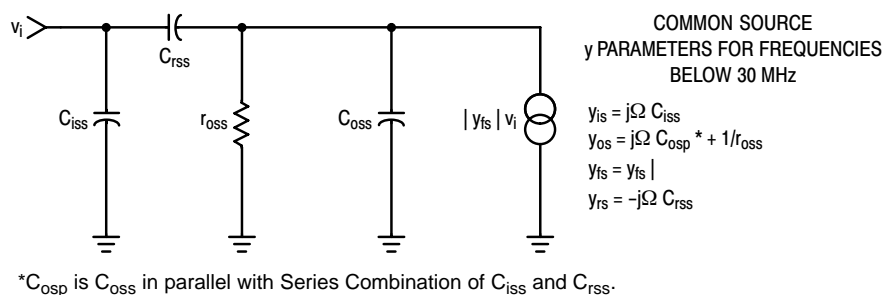 vi
Crss
Ciss
ross
Coss
| yfs | vi
COMMON SOURCE
y PARAMETERS FOR FREQUENCIES
BELOW 30 MHz
yis = jΩ Ciss
yos = jΩ Cosp * + 1/ross
yfs = yfs |
yrs = –jΩ Crss
*Cosp is Coss in parallel with Series Combination of Ciss and Crss.